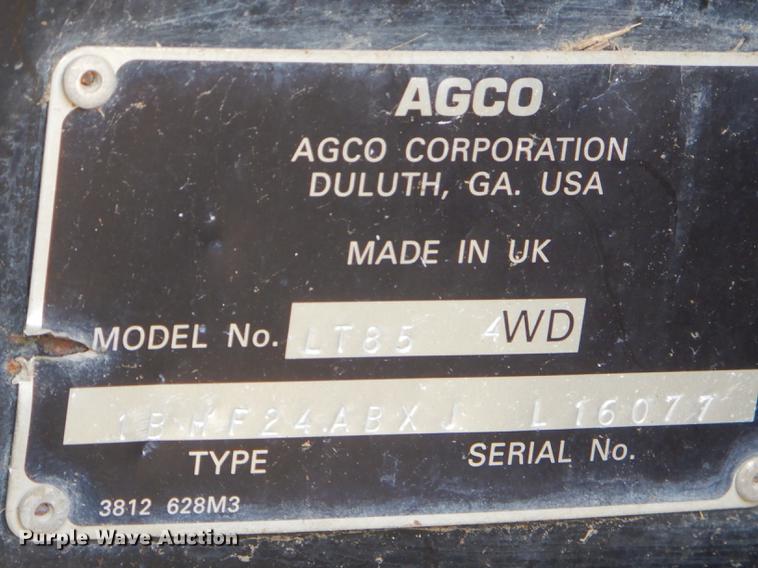 AGCO
AGCO CORPORATION
DULUTH, GA. USA
MADE IN UK
MODEL No. LT85 4WD
1BHF24ABXJ L16077
TYPE SERIAL No.
3812 628M3
Purple Wave Auction